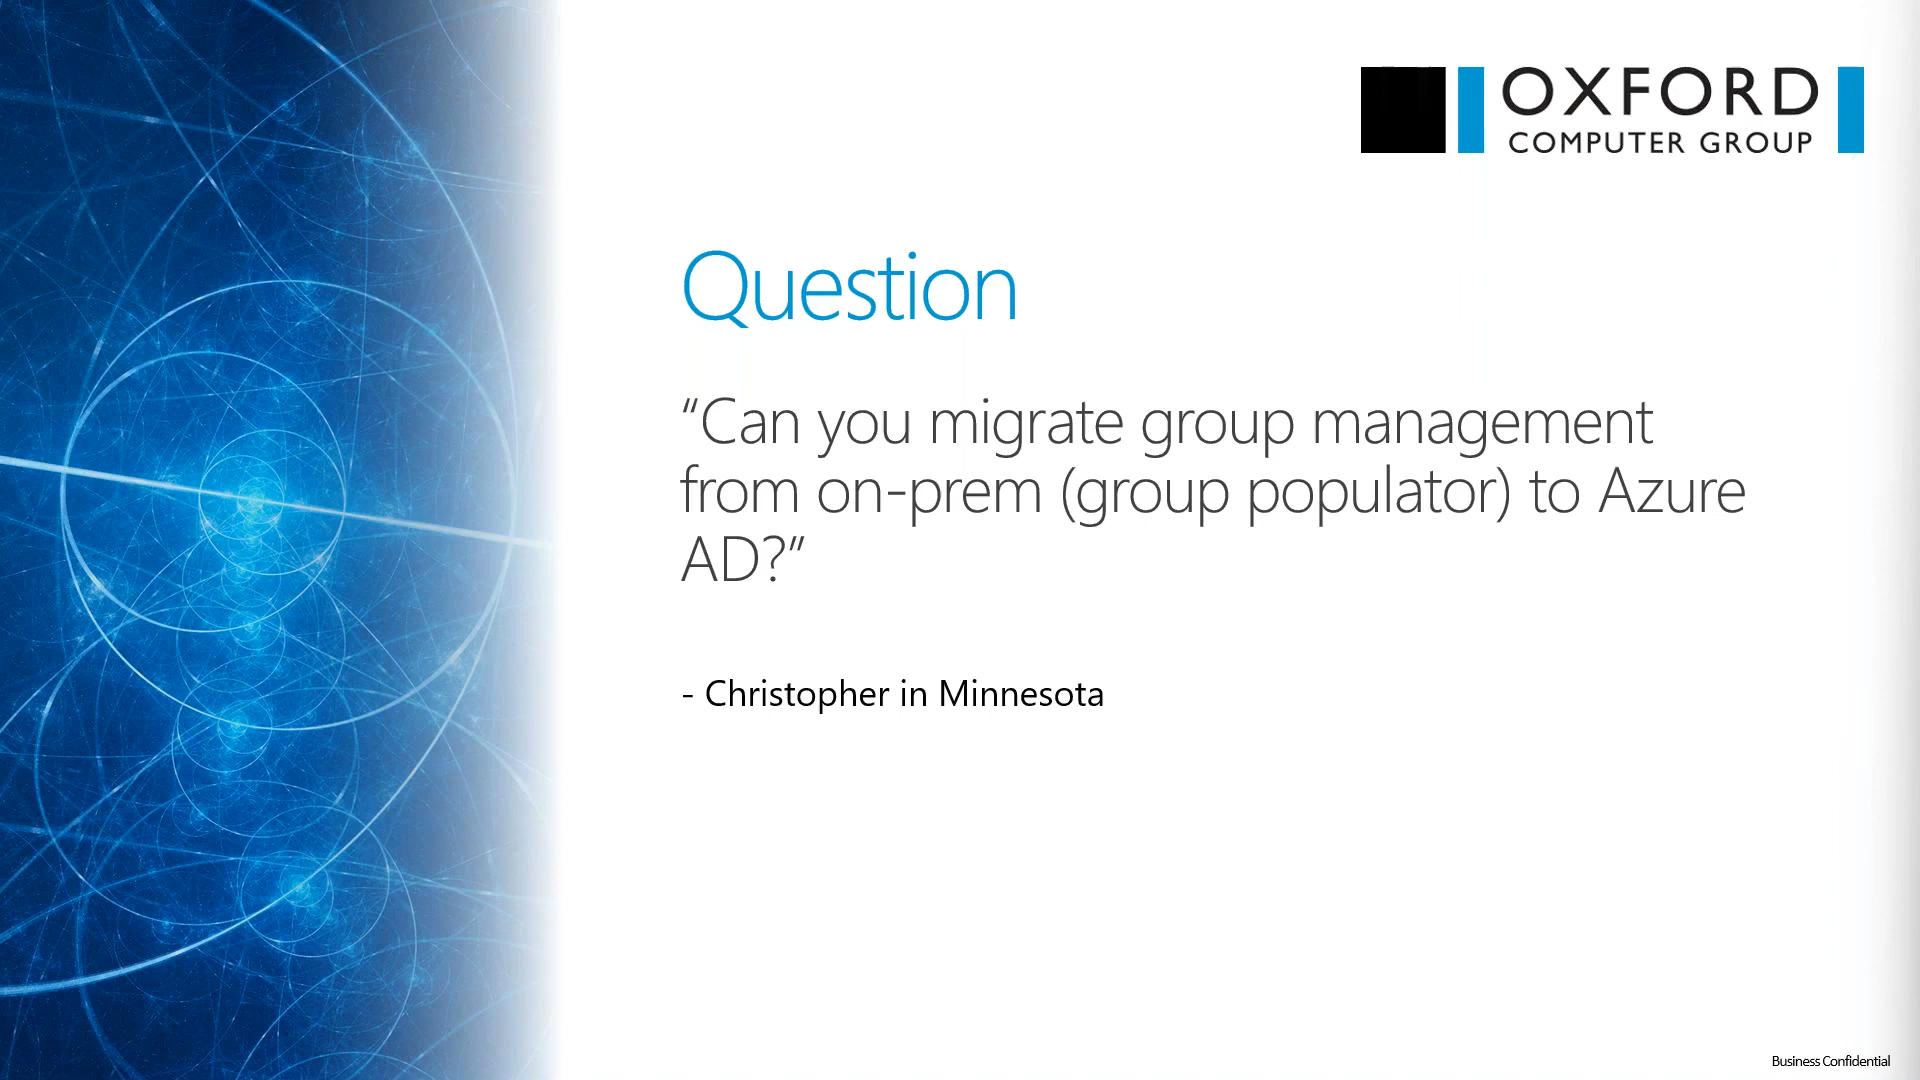 OXFORD
COMPUTER GROUP
Question
“Can you migrate group management
from on-prem (group populator) to Azure
AD?”
- Christopher in Minnesota
Business Confidential